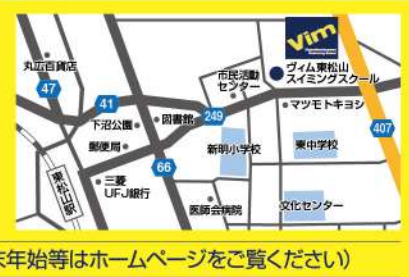 Vim
丸広百貨店
市民活動
センター
ヴィム東松山
スイミングスクール
47
41
マツモトキヨシ
下沼公園
図書館
249
407
郵便局
新明小学校
東中学校
66
東松山駅
三菱
UFJ銀行
医師会病院
文化センター
末年始等はホームページをご覧ください）